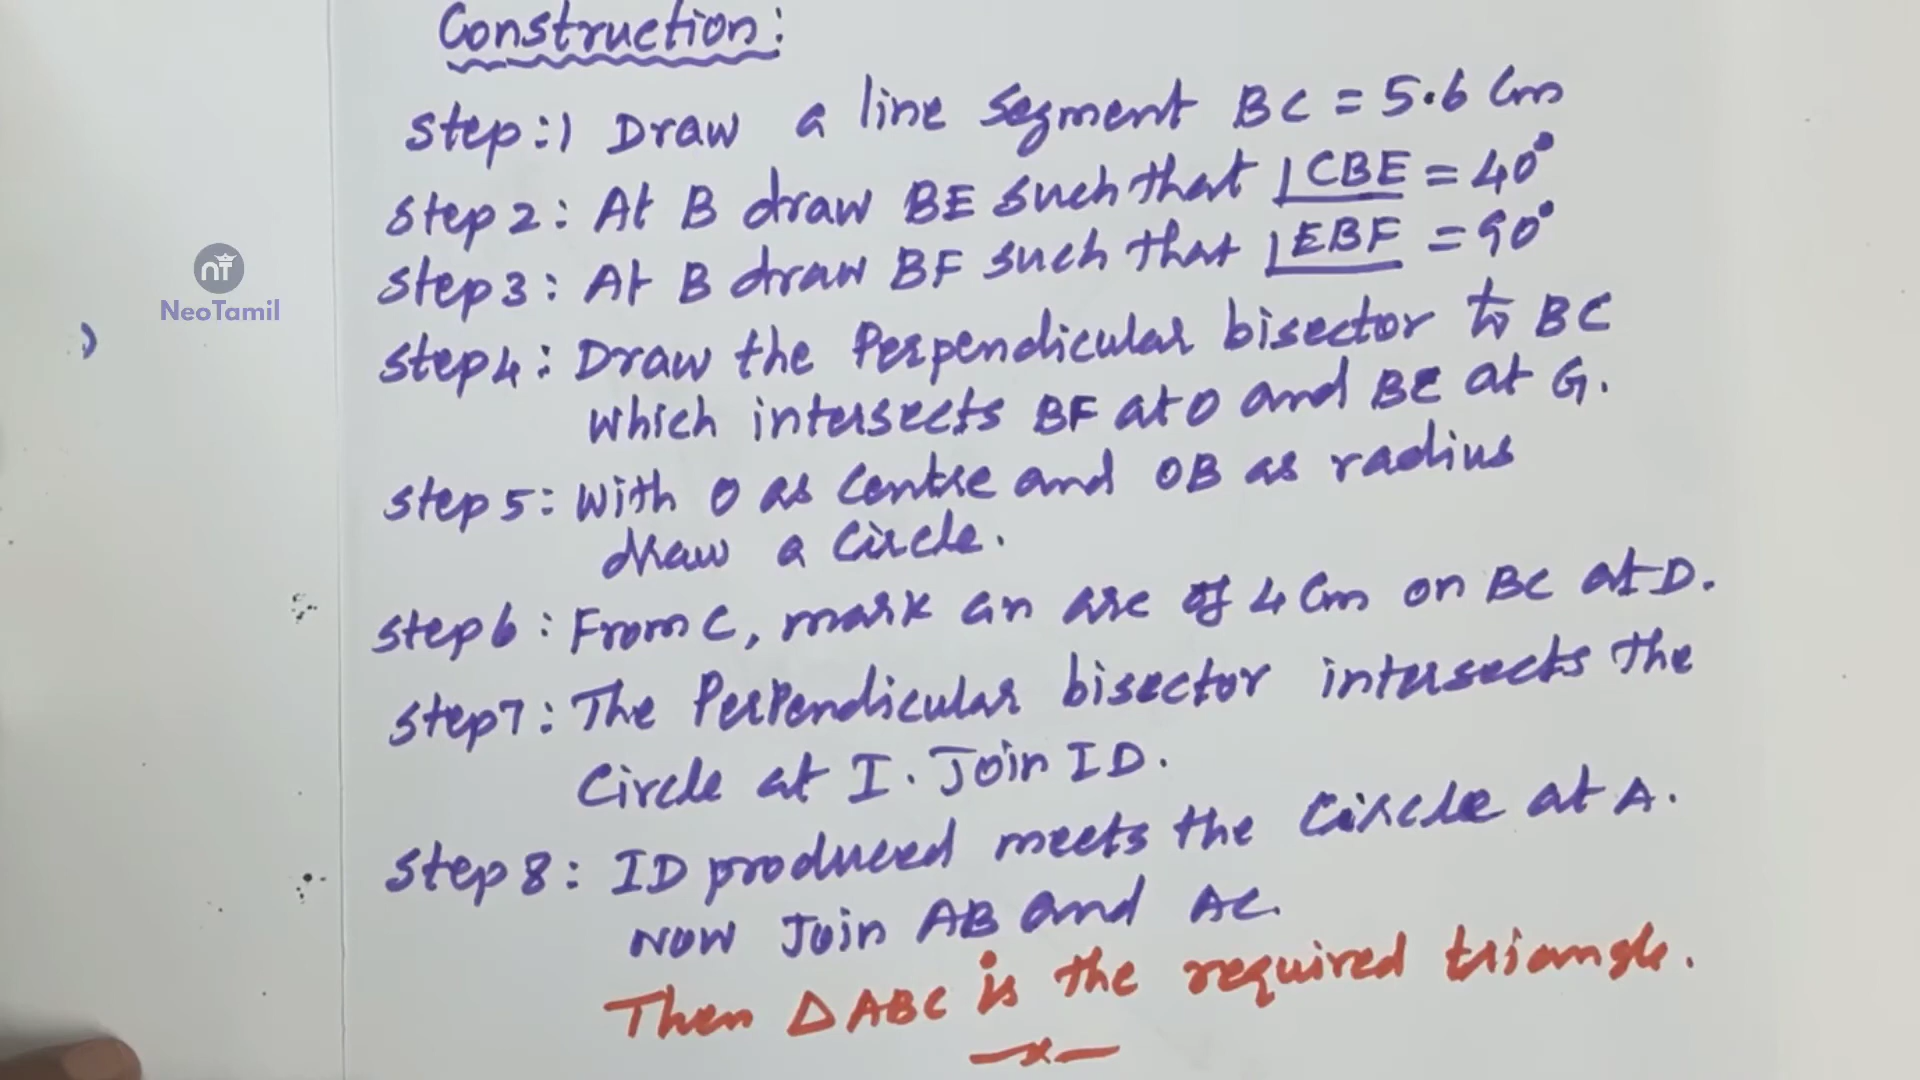 Construction:
Step:1 Draw a line segment BC = 5.6 Cm
Step 2: At B draw BE such that ∠CBE = 40°
Step 3: At B draw BF such that ∠EBF = 90°
Step 4: Draw the Perpendicular bisector to BC
which intersects BF at O and BE at G.
Step 5: With O as Centre and OB as radius
draw a Circle.
Step 6: From C, mark an arc of 4 Cm on BC at D.
Step 7: The Perpendicular bisector intersects the
Circle at I. Join ID.
Step 8: ID produced meets the Circle at A.
Now Join AB and AC.
Then △ABC is the required triangle.
nT
NeoTamil